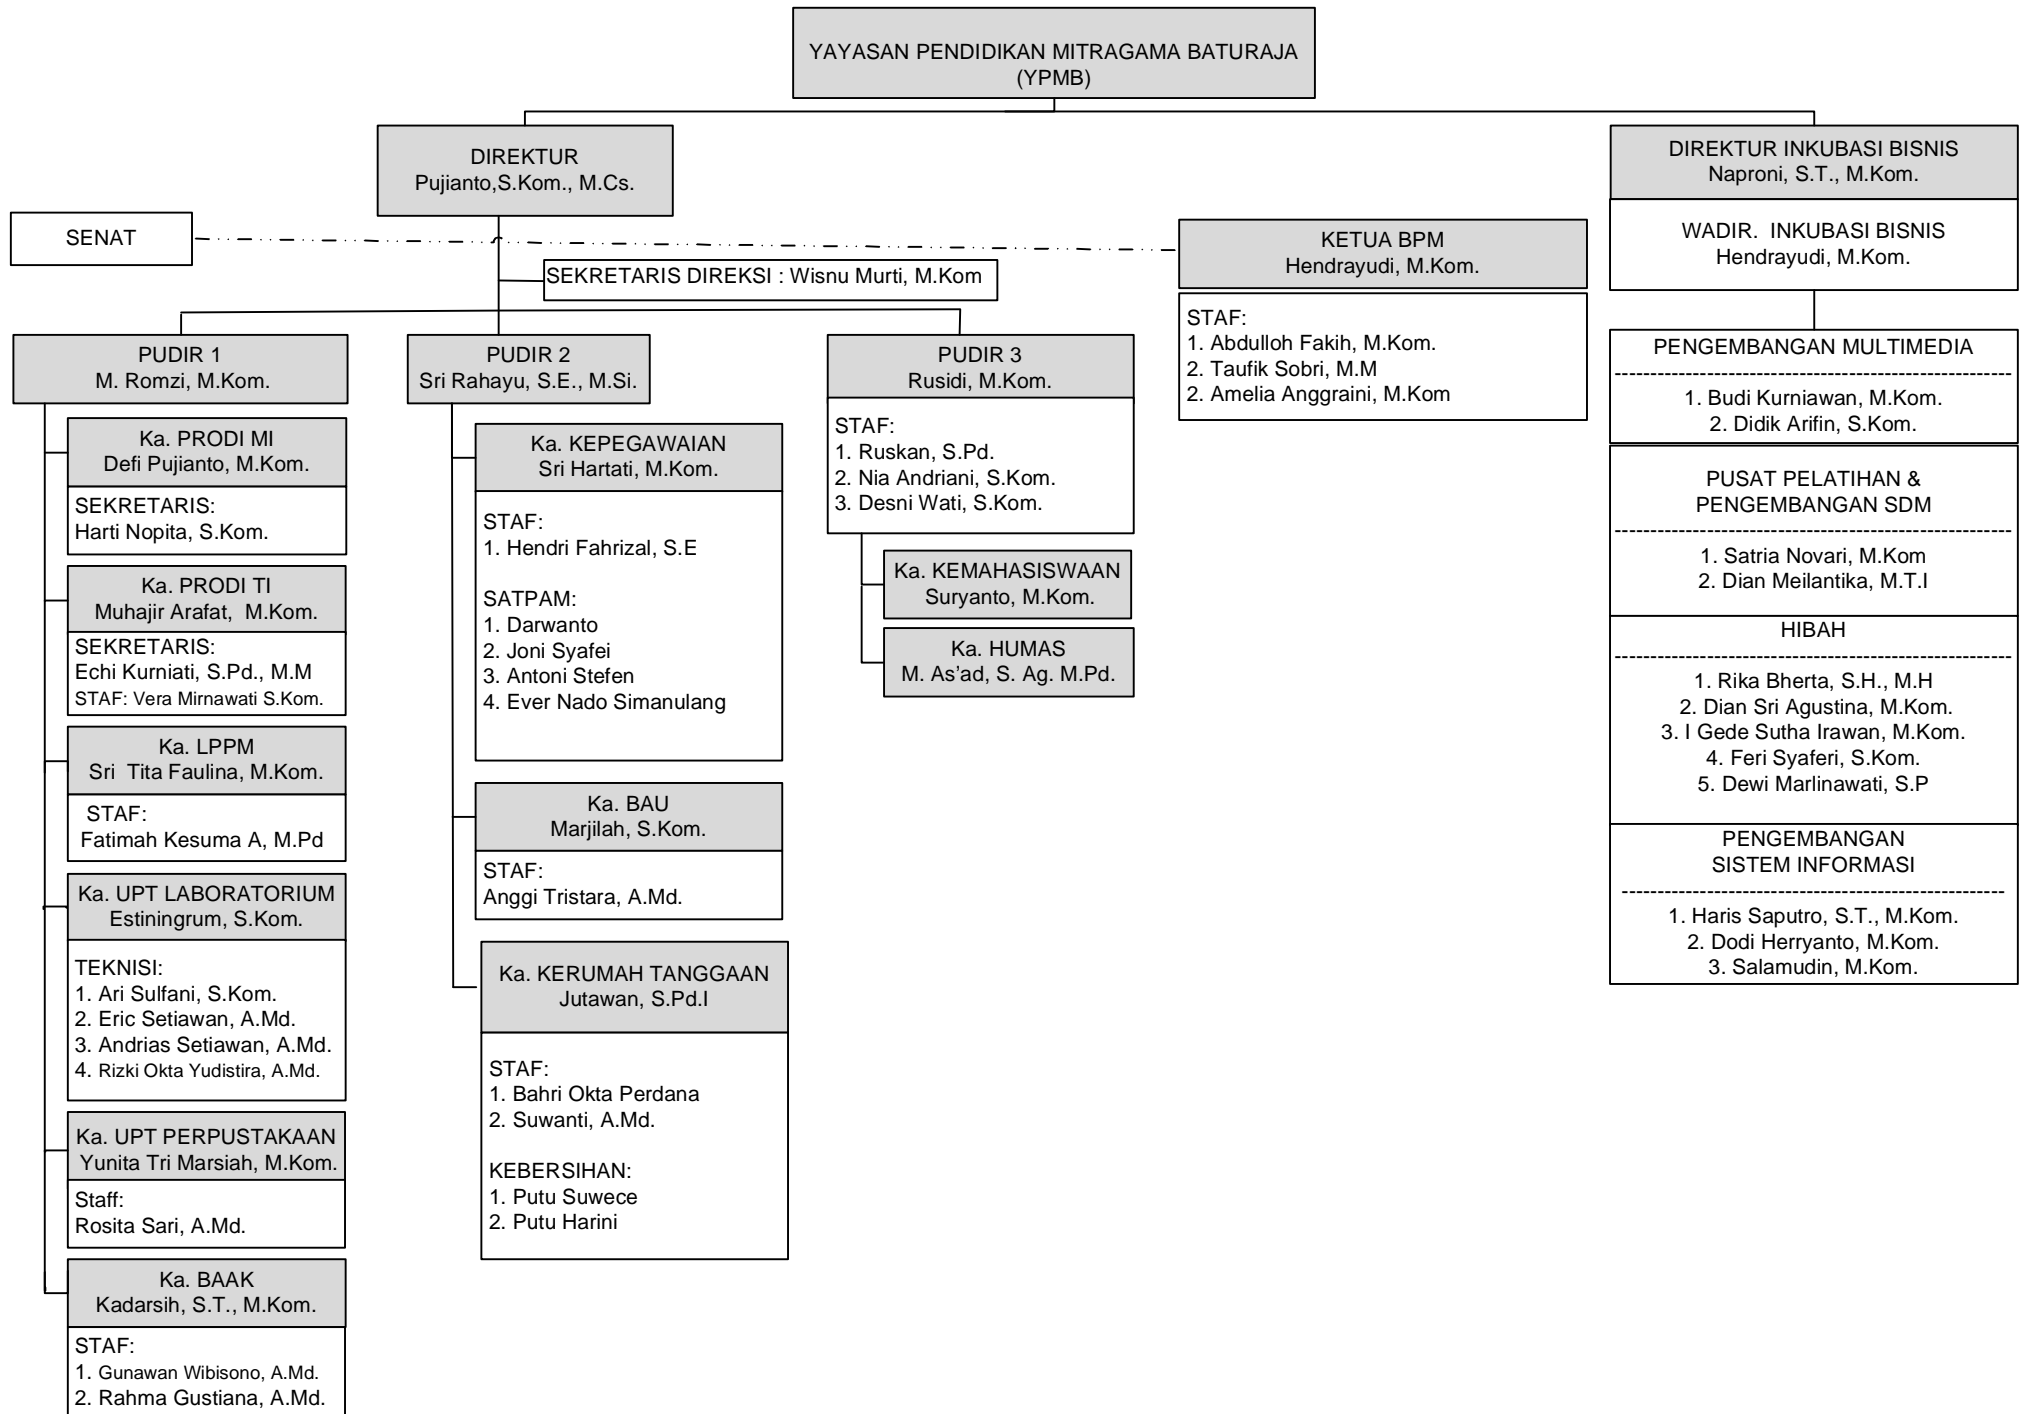 YAYASAN PENDIDIKAN MITRAGAMA BATURAJA
(YPMB)
DIREKTUR
Pujianto,S.Kom., M.Cs.
DIREKTUR INKUBASI BISNIS
Naproni, S.T., M.Kom.
WADIR. INKUBASI BISNIS
Hendrayudi, M.Kom.
SENAT
KETUA BPM
Hendrayudi, M.Kom.
STAF:
1. Abdulloh Fakih, M.Kom.
2. Taufik Sobri, M.M
2. Amelia Anggraini, M.Kom
SEKRETARIS DIREKSI : Wisnu Murti, M.Kom
PUDIR 1
M. Romzi, M.Kom.
Ka. PRODI MI
Defi Pujianto, M.Kom.
SEKRETARIS:
Harti Nopita, S.Kom.
Ka. PRODI TI
Muhajir Arafat, M.Kom.
SEKRETARIS:
Echi Kurniati, S.Pd., M.M
STAF: Vera Mirnawati S.Kom.
Ka. LPPM
Sri Tita Faulina, M.Kom.
STAF:
Fatimah Kesuma A, M.Pd
Ka. UPT LABORATORIUM
Estiningrum, S.Kom.
TEKNISI:
1. Ari Sulfani, S.Kom.
2. Eric Setiawan, A.Md.
3. Andrias Setiawan, A.Md.
4. Rizki Okta Yudistira, A.Md.
Ka. UPT PERPUSTAKAAN
Yunita Tri Marsiah, M.Kom.
Staff:
Rosita Sari, A.Md.
Ka. BAAK
Kadarsih, S.T., M.Kom.
STAF:
1. Gunawan Wibisono, A.Md.
2. Rahma Gustiana, A.Md.
PUDIR 2
Sri Rahayu, S.E., M.Si.
Ka. KEPEGAWAIAN
Sri Hartati, M.Kom.
STAF:
1. Hendri Fahrizal, S.E
SATPAM:
1. Darwanto
2. Joni Syafei
3. Antoni Stefen
4. Ever Nado Simanulang
Ka. BAU
Marjilah, S.Kom.
STAF:
Anggi Tristara, A.Md.
Ka. KERUMAH TANGGAAN
Jutawan, S.Pd.I
STAF:
1. Bahri Okta Perdana
2. Suwanti, A.Md.
KEBERSIHAN:
1. Putu Suwece
2. Putu Harini
PUDIR 3
Rusidi, M.Kom.
STAF:
1. Ruskan, S.Pd.
2. Nia Andriani, S.Kom.
3. Desni Wati, S.Kom.
Ka. KEMAHASISWAAN
Suryanto, M.Kom.
Ka. HUMAS
M. As’ad, S. Ag. M.Pd.
PENGEMBANGAN MULTIMEDIA
1. Budi Kurniawan, M.Kom.
2. Didik Arifin, S.Kom.
PUSAT PELATIHAN &
PENGEMBANGAN SDM
1. Satria Novari, M.Kom
2. Dian Meilantika, M.T.I
HIBAH
1. Rika Bherta, S.H., M.H
2. Dian Sri Agustina, M.Kom.
3. I Gede Sutha Irawan, M.Kom.
4. Feri Syaferi, S.Kom.
5. Dewi Marlinawati, S.P
PENGEMBANGAN
SISTEM INFORMASI
1. Haris Saputro, S.T., M.Kom.
2. Dodi Herryanto, M.Kom.
3. Salamudin, M.Kom.